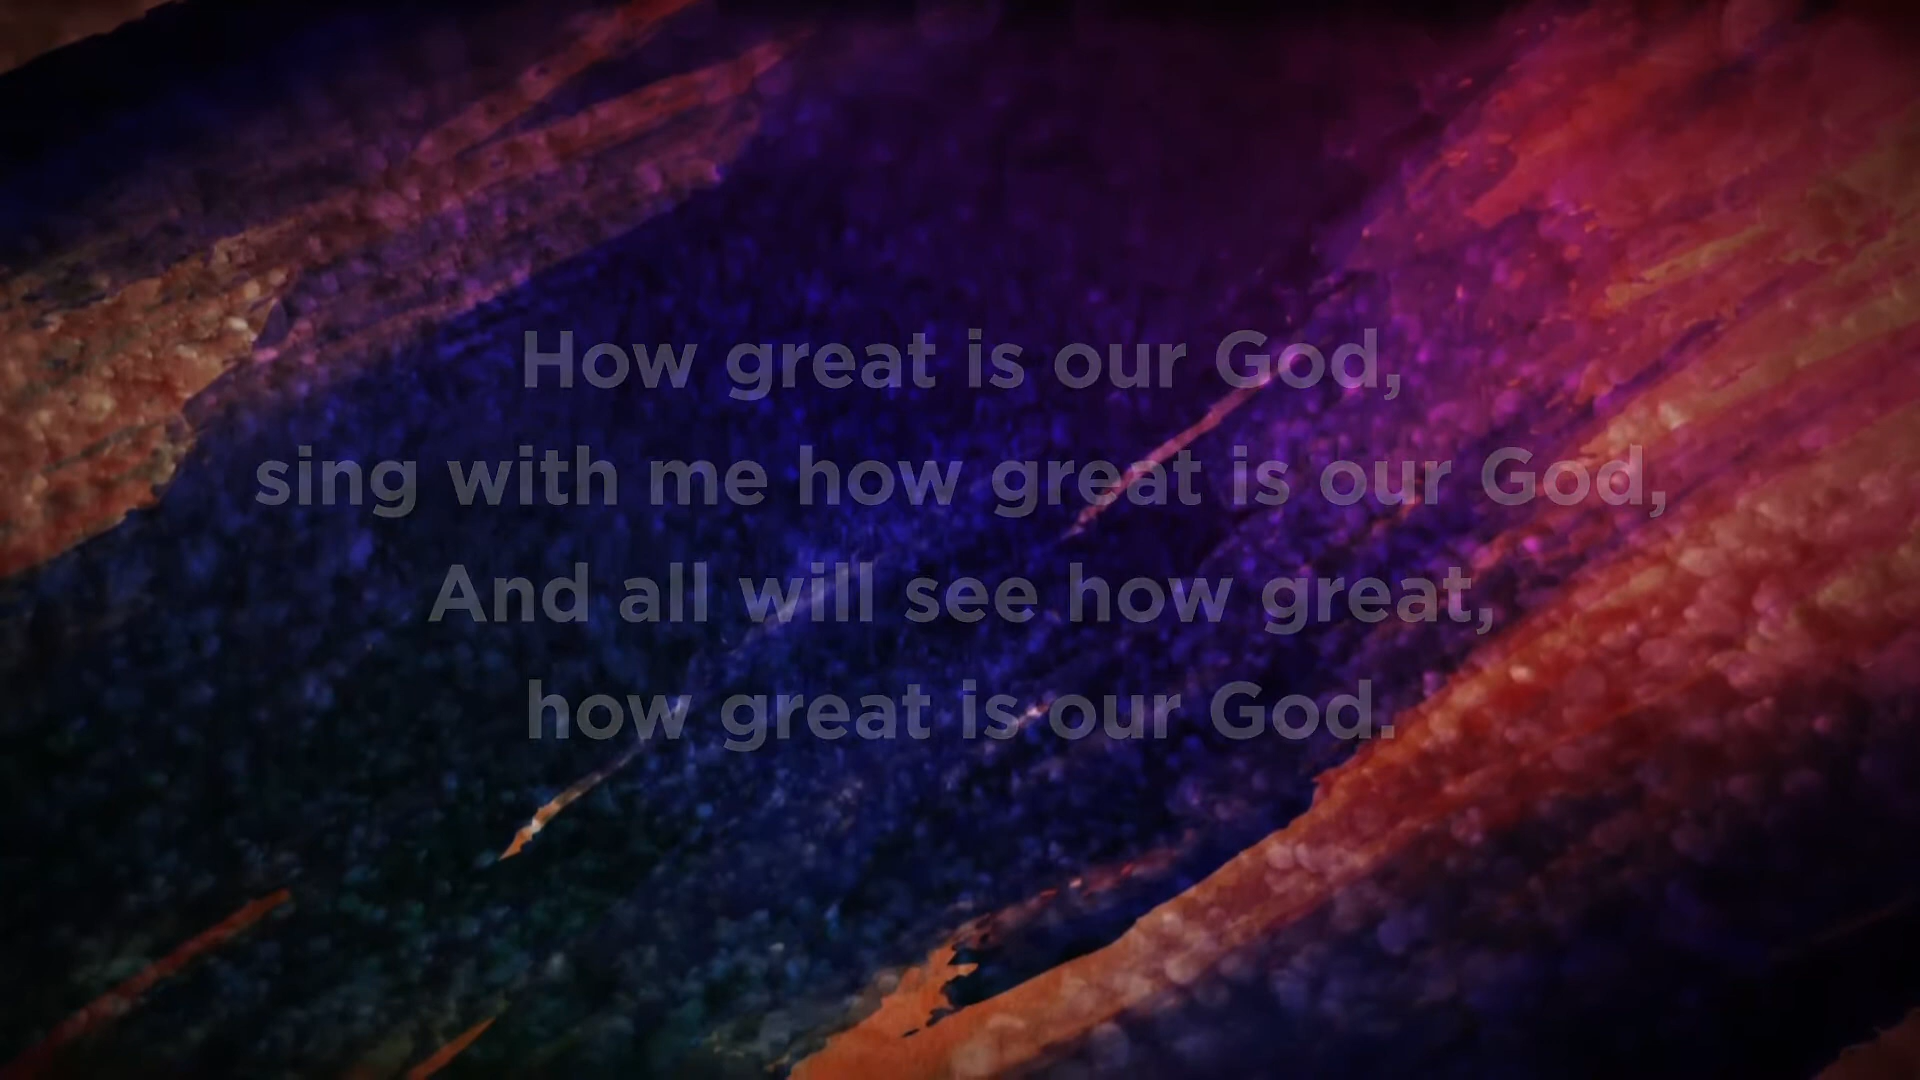 How great is our God,
sing with me how great is our God,
And all will see how great,
how great is our God.